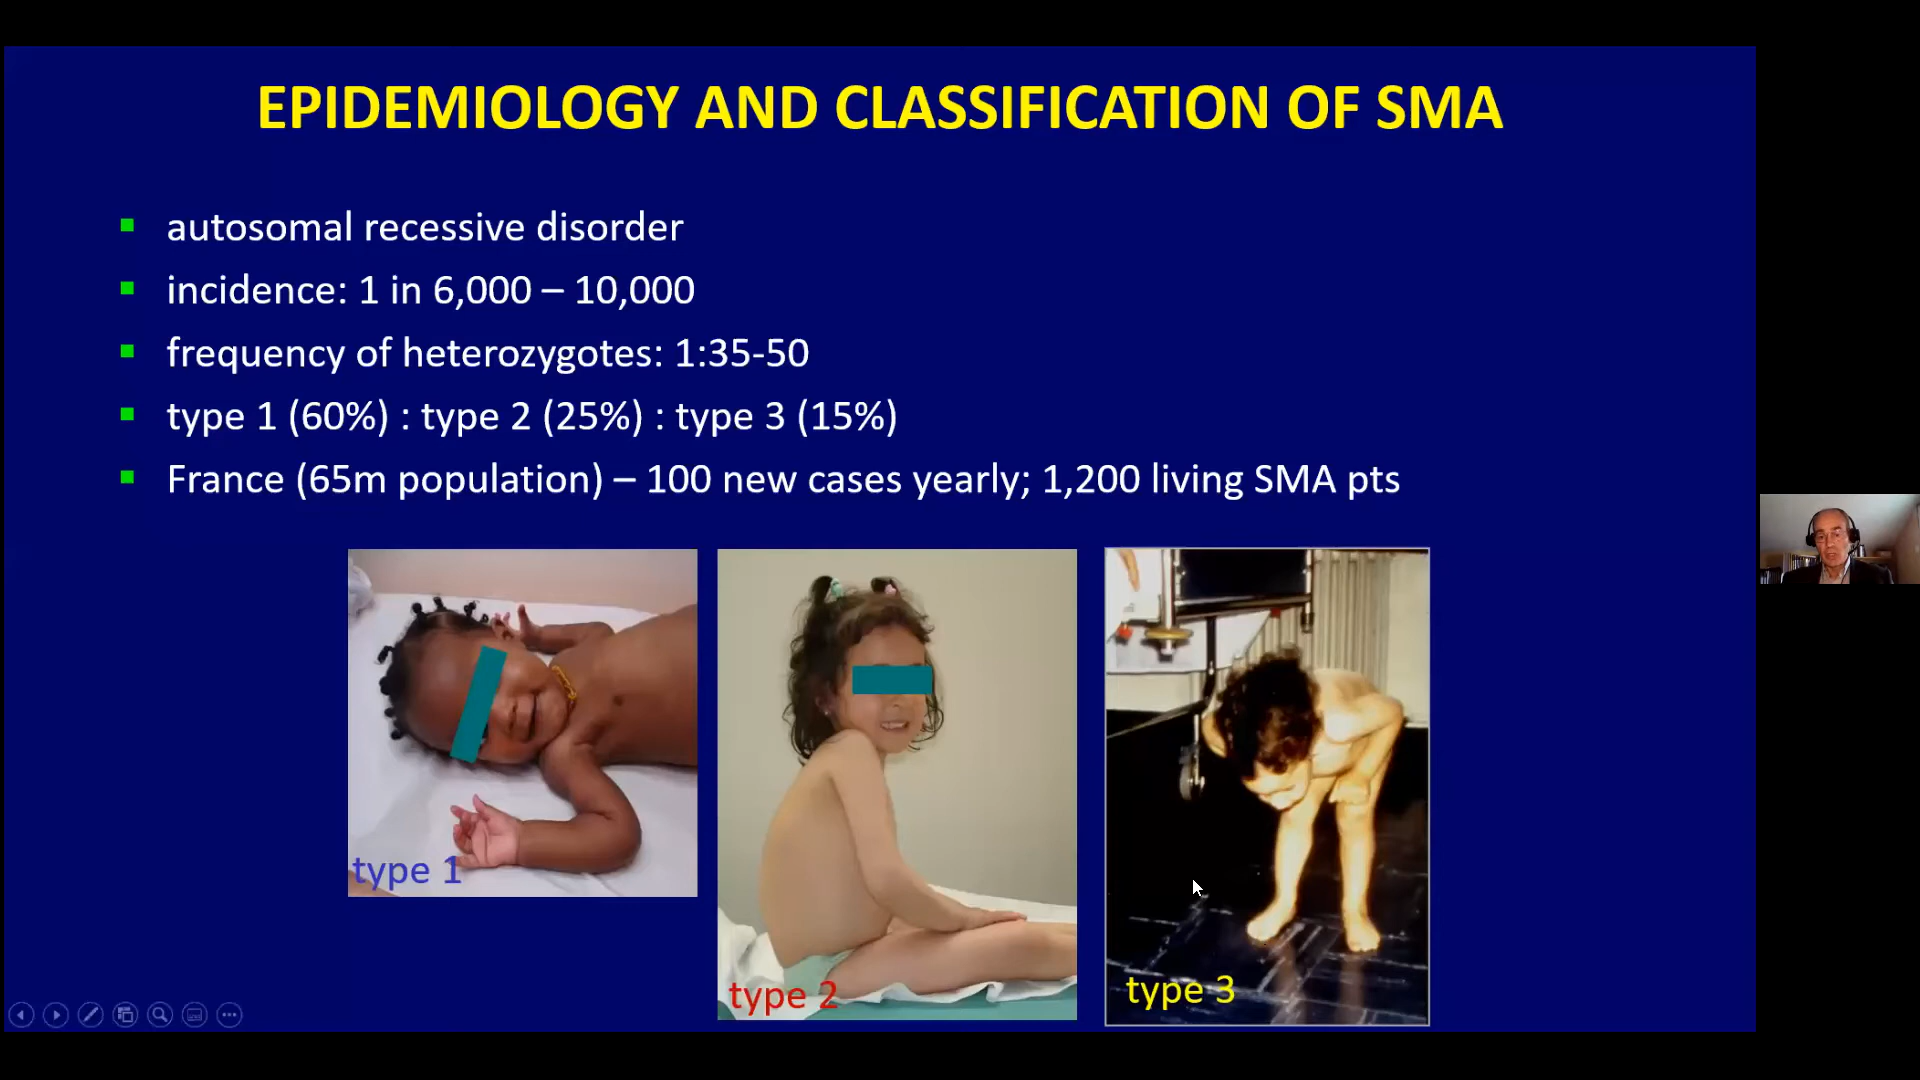 EPIDEMIOLOGY AND CLASSIFICATION OF SMA
autosomal recessive disorder
incidence: 1 in 6,000 – 10,000
frequency of heterozygotes: 1:35-50
type 1 (60%) : type 2 (25%) : type 3 (15%)
France (65m population) – 100 new cases yearly; 1,200 living SMA pts
type 1
type 2
type 3